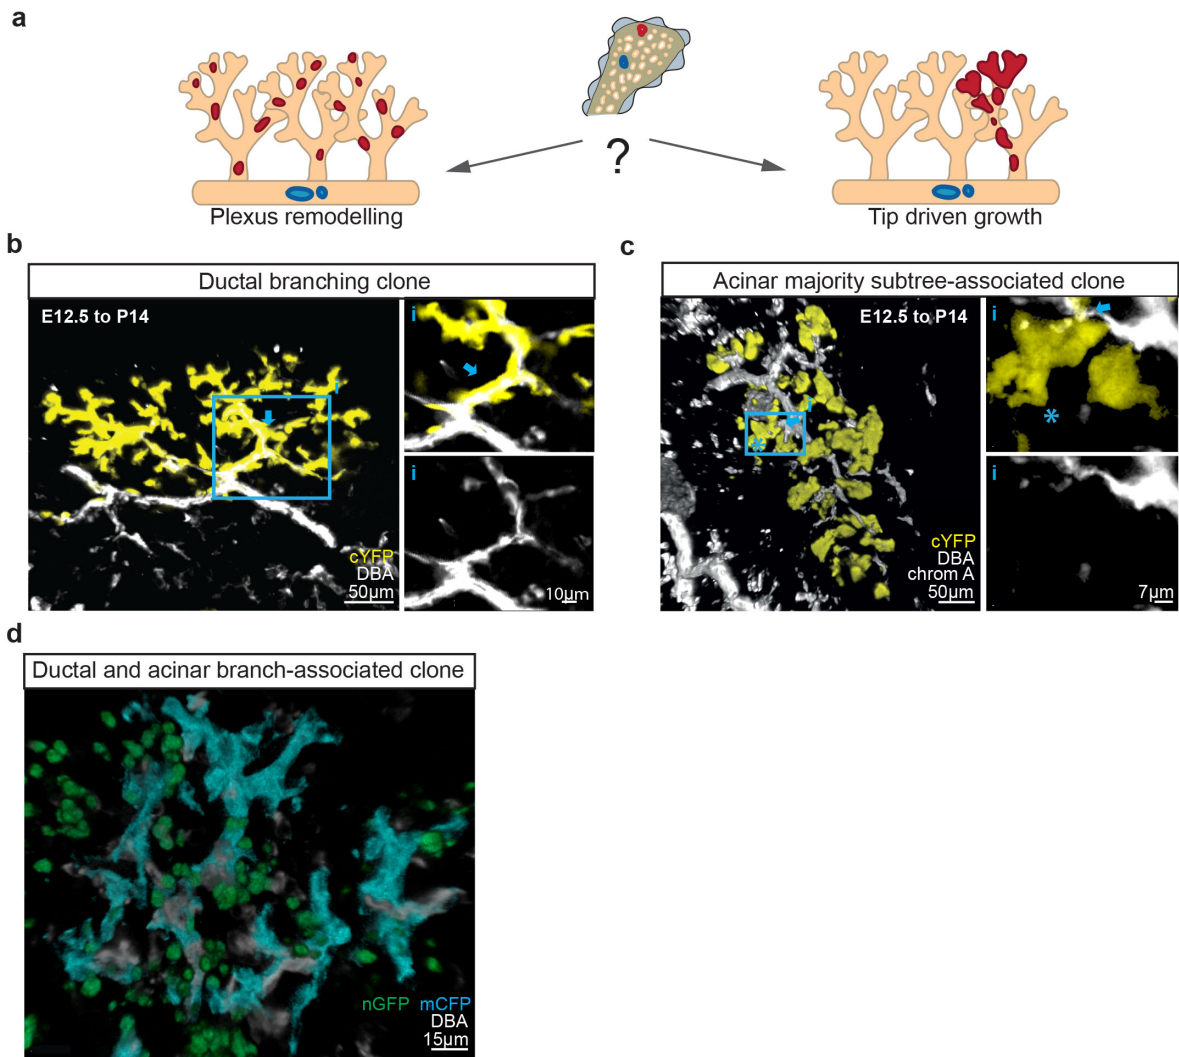 a
?
Plexus remodelling
Tip driven growth
b
Ductal branching clone
E12.5 to P14
i
cYFP
DBA
50µm
i
i
10µm
c
Acinar majority subtree-associated clone
E12.5 to P14
i
*
cYFP
DBA
chrom A
50µm
i
*
i
7µm
d
Ductal and acinar branch-associated clone
nGFP mCFP
DBA
15µm